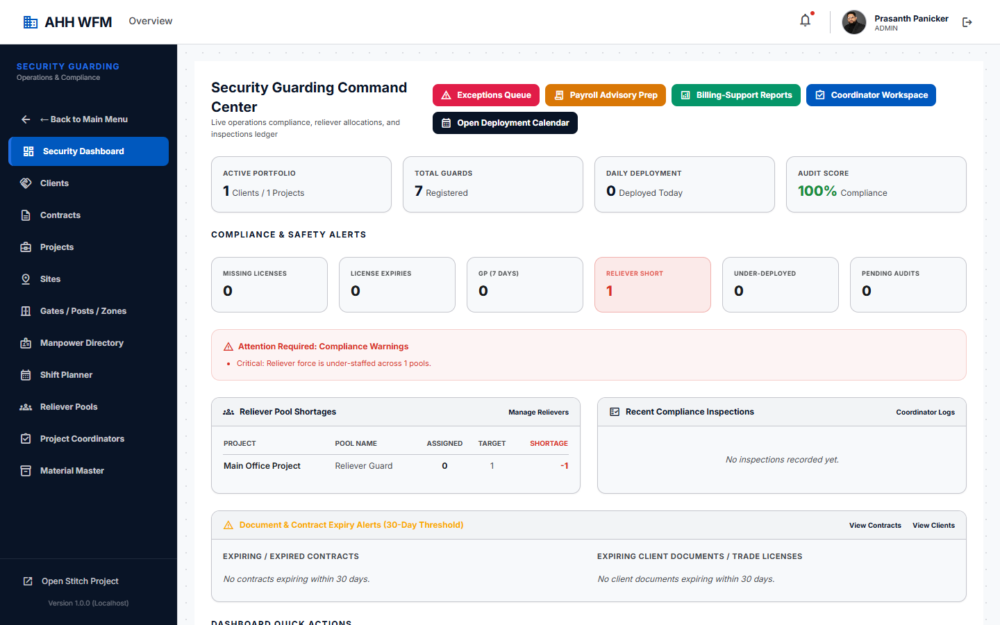 AHH WFM
Overview
Prasanth Panicker
ADMIN
SECURITY GUARDING
Operations & Compliance
← Back to Main Menu
Security Dashboard
Clients
Contracts
Projects
Sites
Gates / Posts / Zones
Manpower Directory
Shift Planner
Reliever Pools
Project Coordinators
Material Master
Open Stitch Project
Version 1.0.0 (Localhost)
Security Guarding Command
Center
Live operations compliance, reliever allocations, and
inspections ledger
Exceptions Queue
Payroll Advisory Prep
Billing-Support Reports
Coordinator Workspace
Open Deployment Calendar
ACTIVE PORTFOLIO
1 Clients / 1 Projects
TOTAL GUARDS
7 Registered
DAILY DEPLOYMENT
0 Deployed Today
AUDIT SCORE
100% Compliance
COMPLIANCE & SAFETY ALERTS
MISSING LICENSES
0
LICENSE EXPIRIES
0
GP (7 DAYS)
0
RELIEVER SHORT
1
UNDER-DEPLOYED
0
PENDING AUDITS
0
Attention Required: Compliance Warnings
• Critical: Reliever force is under-staffed across 1 pools.
Reliever Pool Shortages
Manage Relievers
PROJECT POOL NAME ASSIGNED TARGET SHORTAGE
Main Office Project Reliever Guard 0 1 -1
Recent Compliance Inspections
Coordinator Logs
No inspections recorded yet.
Document & Contract Expiry Alerts (30-Day Threshold)
View Contracts View Clients
EXPIRING / EXPIRED CONTRACTS
No contracts expiring within 30 days.
EXPIRING CLIENT DOCUMENTS / TRADE LICENSES
No client documents expiring within 30 days.
DASHBOARD QUICK ACTIONS